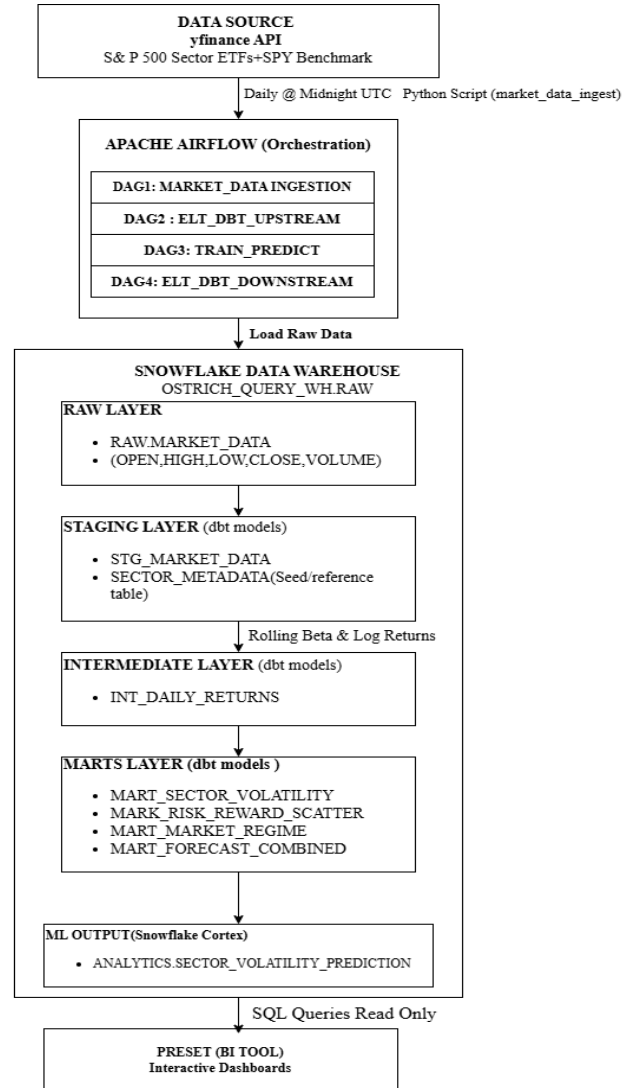 DATA SOURCE
yfinance API
S& P 500 Sector ETFs+SPY Benchmark
Daily @ Midnight UTC Python Script (market_data_ingest)
APACHE AIRFLOW (Orchestration)
DAG1: MARKET_DATA INGESTION
DAG2 : ELT_DBT_UPSTREAM
DAG3: TRAIN_PREDICT
DAG4: ELT_DBT_DOWNSTREAM
Load Raw Data
SNOWFLAKE DATA WAREHOUSE
OSTRICH_QUERY_WH.RAW
RAW LAYER
• RAW.MARKET_DATA
• (OPEN,HIGH,LOW,CLOSE,VOLUME)
STAGING LAYER (dbt models)
• STG_MARKET_DATA
• SECTOR_METADATA(Seed/reference
table)
Rolling Beta & Log Returns
INTERMEDIATE LAYER (dbt models)
• INT_DAILY_RETURNS
MARTS LAYER (dbt models )
• MART_SECTOR_VOLATILITY
• MARK_RISK_REWARD_SCATTER
• MART_MARKET_REGIME
• MART_FORECAST_COMBINED
ML OUTPUT(Snowflake Cortex)
• ANALYTICS.SECTOR_VOLATILITY_PREDICTION
SQL Queries Read Only
PRESET (BI TOOL)
Interactive Dashboards